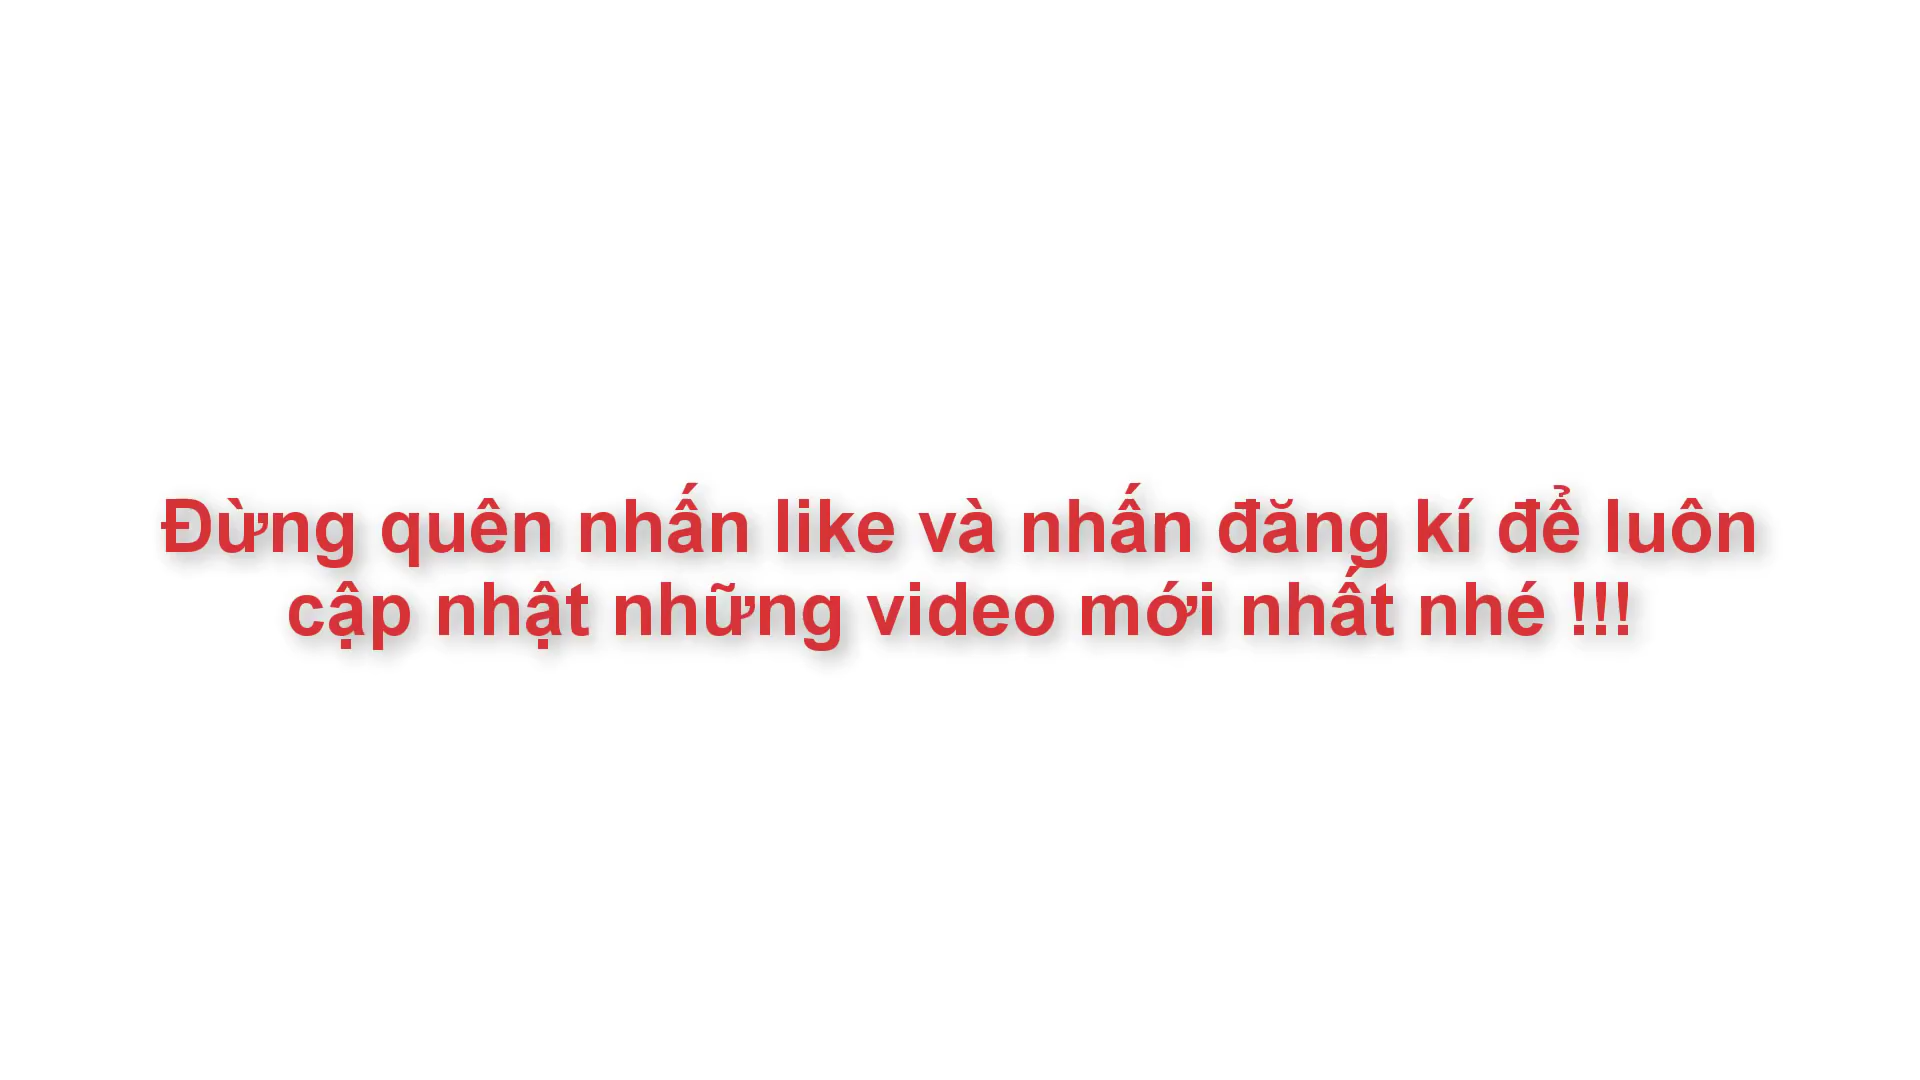 Đừng quên nhấn like và nhấn đăng kí để luôn
cập nhật những video mới nhất nhé !!!